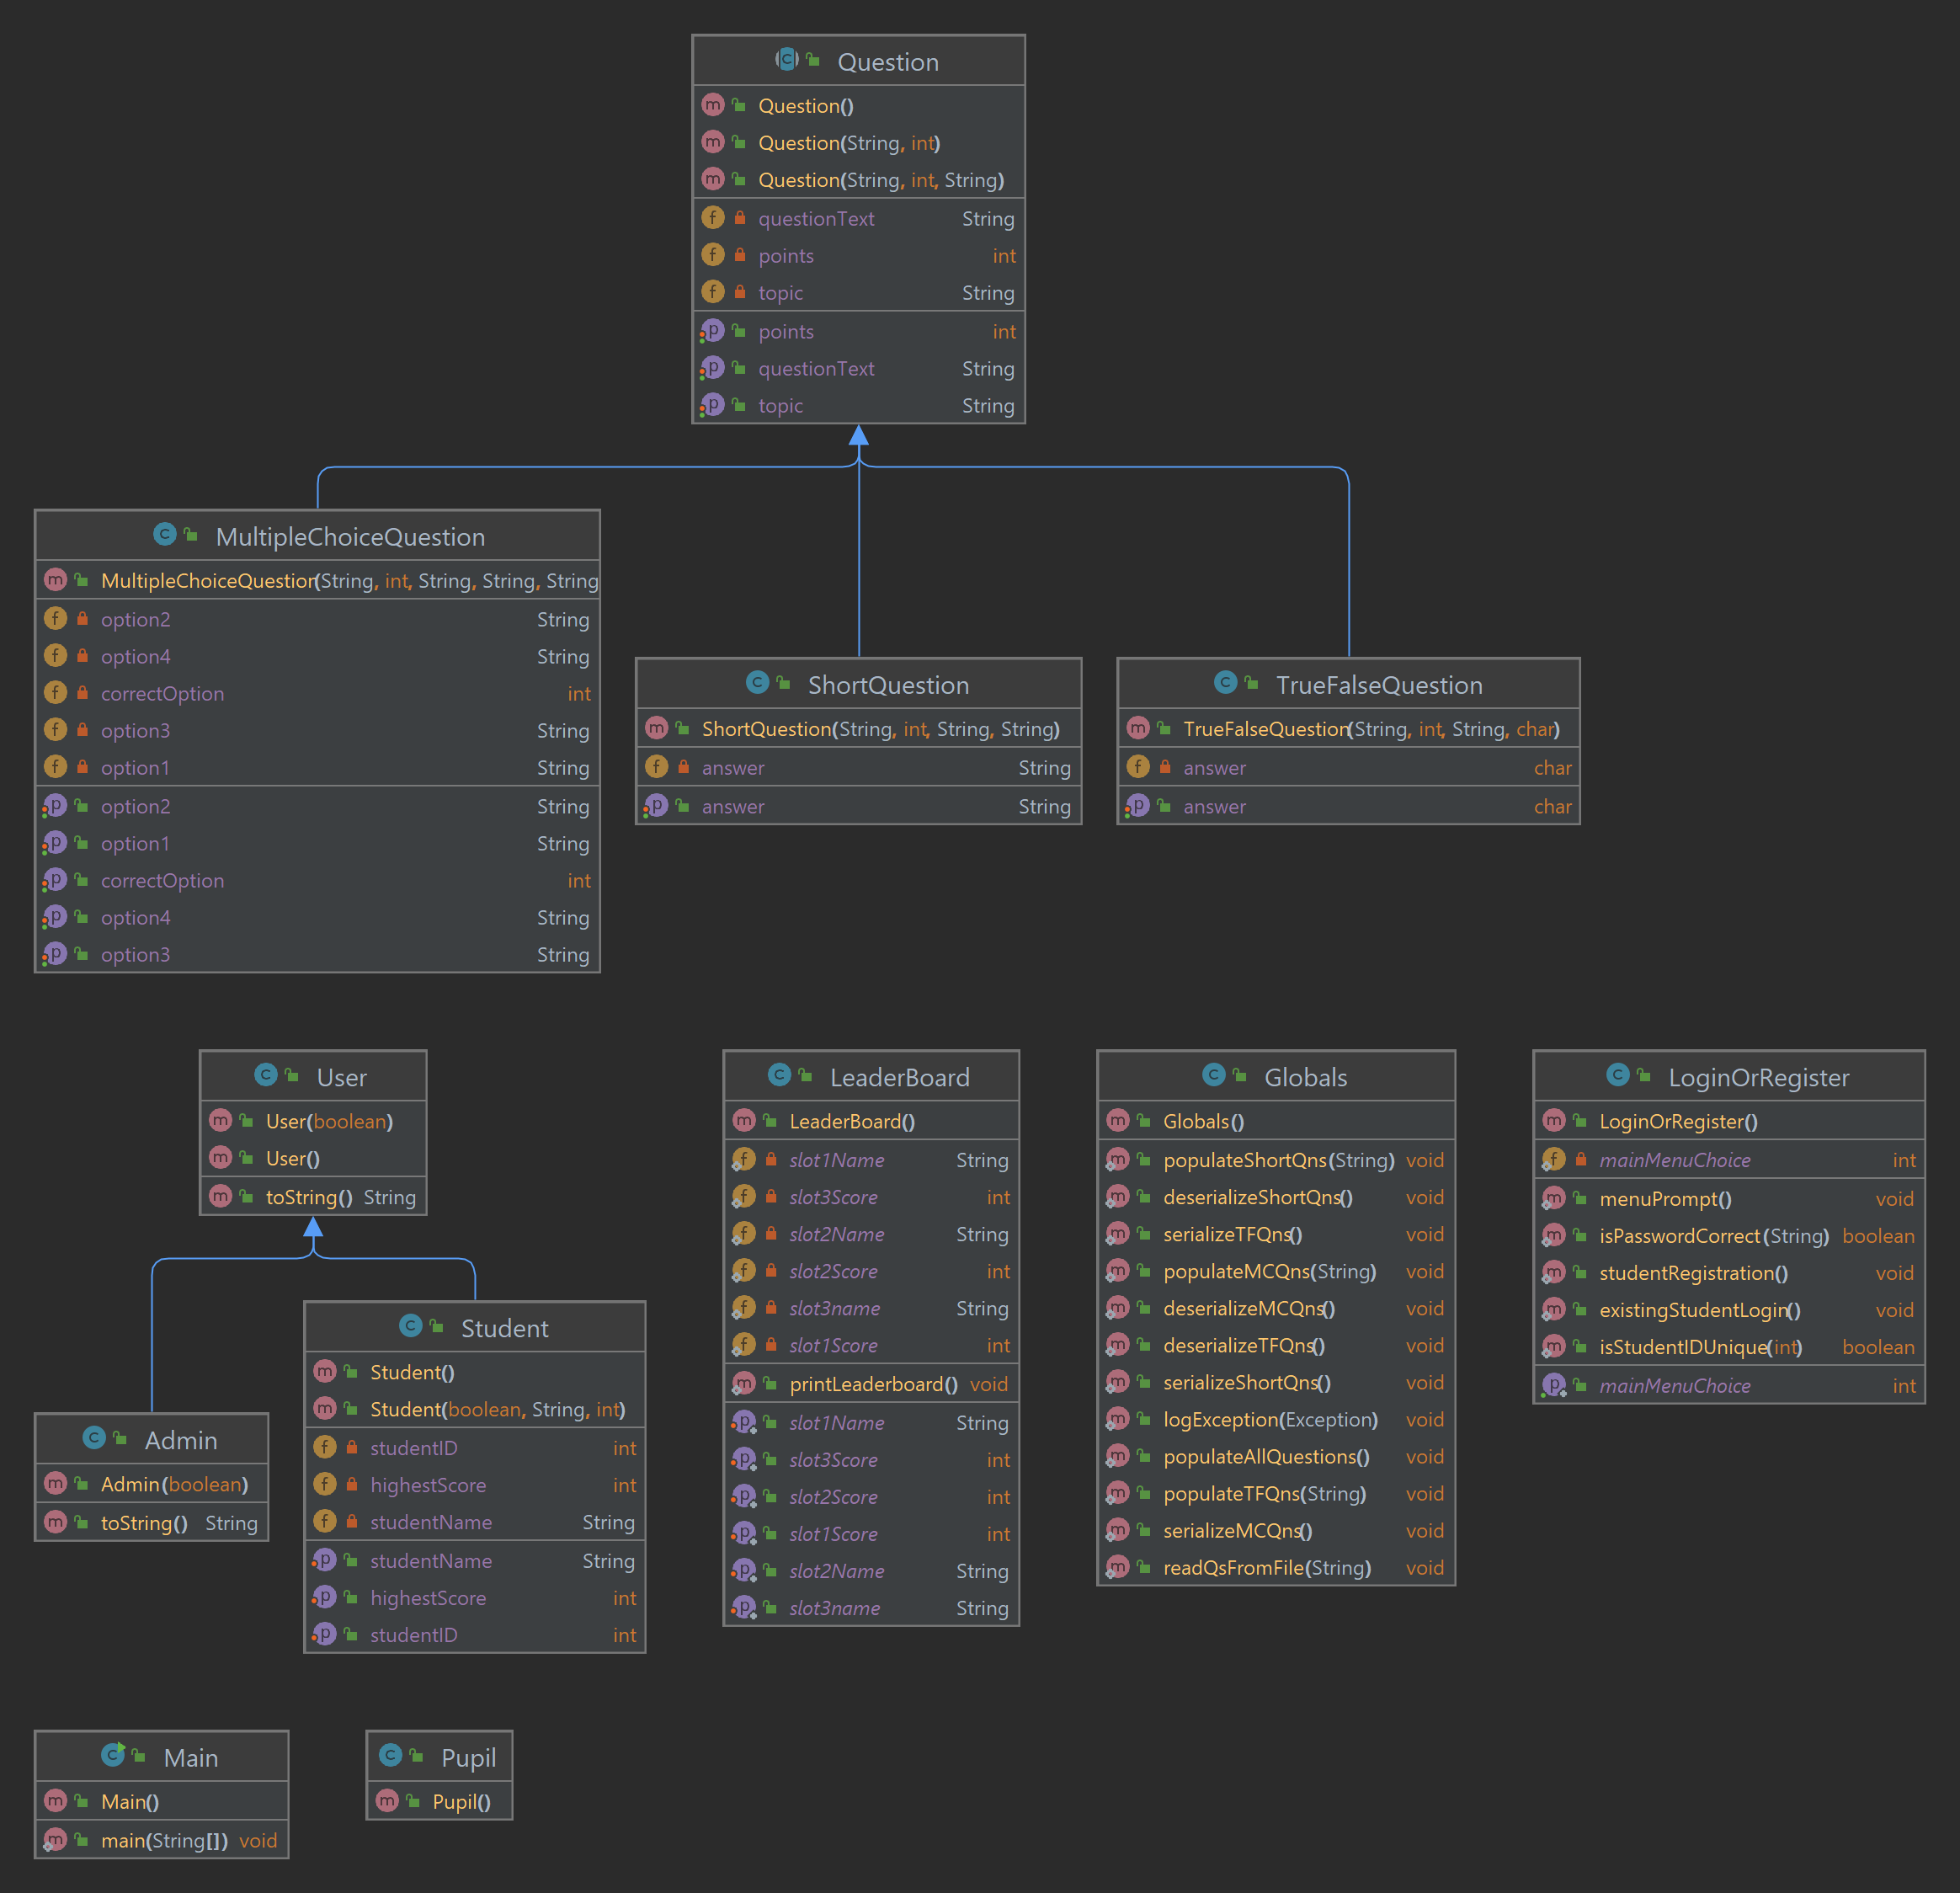 Question
Question()
Question(String, int)
Question(String, int, String)
questionText String
points int
topic String
points int
questionText String
topic String
MultipleChoiceQuestion
MultipleChoiceQuestion(String, int, String, String, String
option2 String
option4 String
correctOption int
option3 String
option1 String
option2 String
option1 String
correctOption int
option4 String
option3 String
ShortQuestion
ShortQuestion(String, int, String, String)
answer String
answer String
TrueFalseQuestion
TrueFalseQuestion(String, int, String, char)
answer char
answer char
User
User(boolean)
User()
toString() String
Admin
Admin(boolean)
toString() String
Student
Student()
Student(boolean, String, int)
studentID int
highestScore int
studentName String
studentName String
highestScore int
studentID int
LeaderBoard
LeaderBoard()
slot1Name String
slot3Score int
slot2Name String
slot2Score int
slot3name String
slot1Score int
printLeaderboard() void
slot1Name String
slot3Score int
slot2Score int
slot1Score int
slot2Name String
slot3name String
Globals
Globals()
populateShortQns(String) void
deserializeShortQns() void
serializeTFQns() void
populateMCQns(String) void
deserializeMCQns() void
deserializeTFQns() void
serializeShortQns() void
logException(Exception) void
populateAllQuestions() void
populateTFQns(String) void
serializeMCQns() void
readQsFromFile(String) void
LoginOrRegister
LoginOrRegister()
mainMenuChoice int
menuPrompt() void
isPasswordCorrect(String) boolean
studentRegistration() void
existingStudentLogin() void
isStudentIDUnique(int) boolean
mainMenuChoice int
Main
Main()
main(String[]) void
Pupil
Pupil()